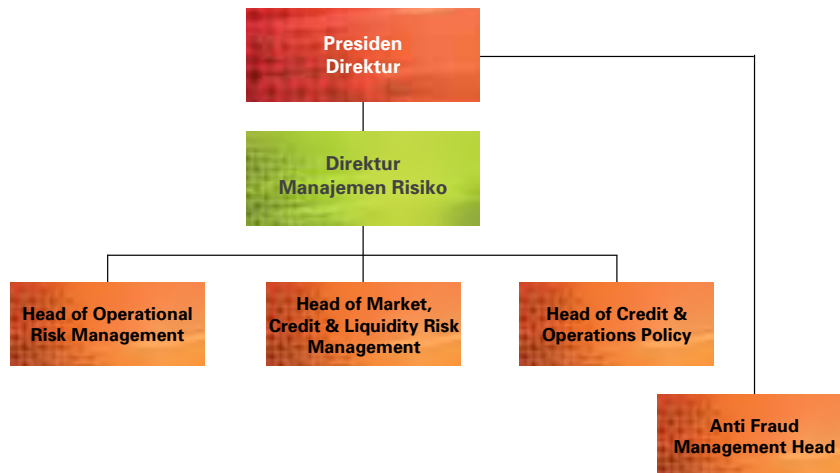 Presiden
Direktur
Direktur
Manajemen Risiko
Head of Operational
Risk Management
Head of Market,
Credit & Liquidity Risk
Management
Head of Credit &
Operations Policy
Anti Fraud
Management Head